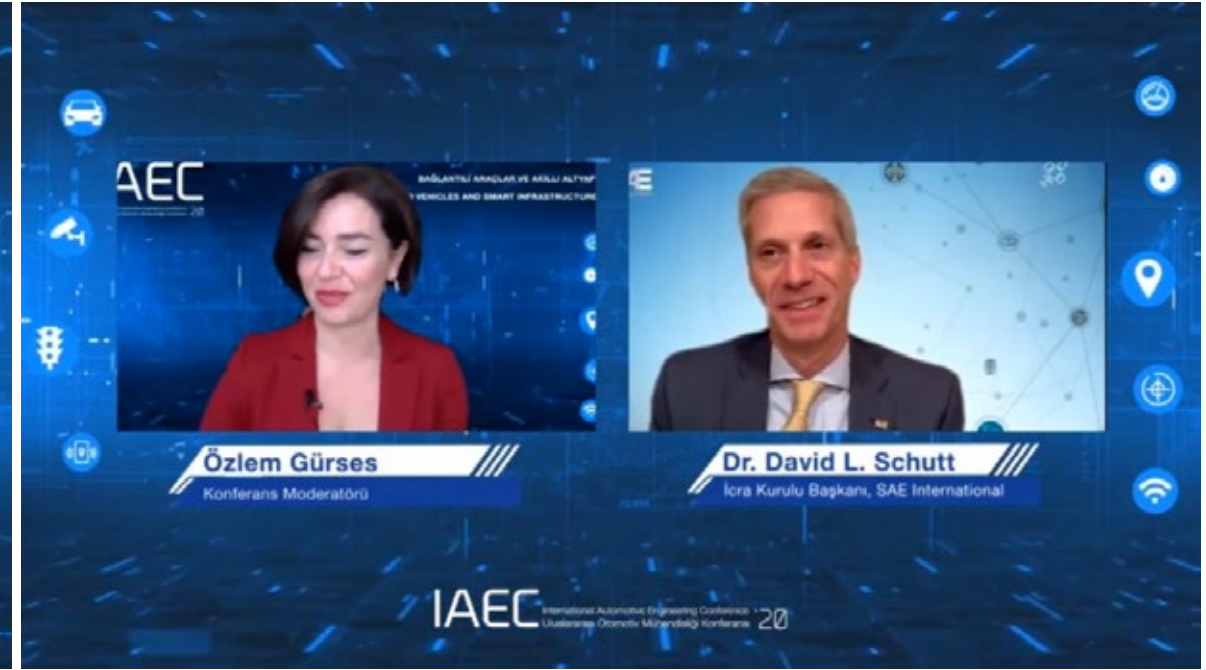 AEC
20
BAĞLANTILI ARAÇLAR VE AKILLI ALTYAP
VEHICLES AND SMART INFRASTRUCTURE
E
Özlem Gürses
Konferans Moderatörü
Dr. David L. Schutt
İcra Kurulu Başkanı, SAE International
IAEC
International Automotive Engineering Conference
Uluslararası Otomotiv Mühendisliği Konferansı
'20